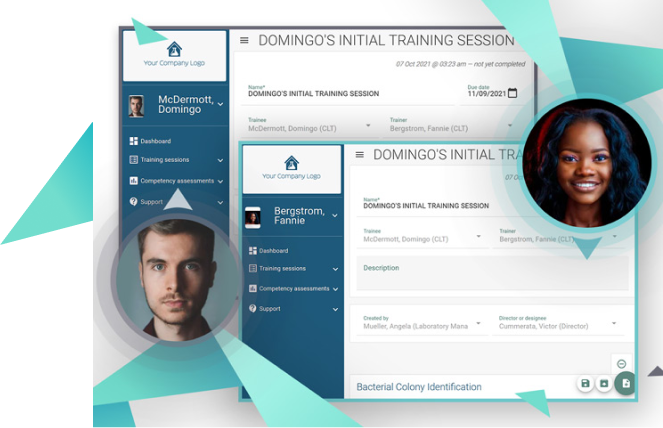 Your Company Logo
McDermott,
Domingo
Dashboard
Training sessions
Competency assessments
Support
DOMINGO'S INITIAL TRAINING SESSION
07 Oct 2021 @ 03:23 am — not yet completed
Name*
DOMINGO'S INITIAL TRAINING SESSION
Due date
11/09/2021
Trainee
McDermott, Domingo (CLT)
Trainer
Bergstrom, Fannie (CLT)
Your Company Logo
Bergstrom,
Fannie
Dashboard
Training sessions
Competency assessments
Support
DOMINGO'S INITIAL TRA
07 Oc
Name*
DOMINGO'S INITIAL TRAINING SESSION
Trainee
McDermott, Domingo (CLT)
Trainer
Bergstrom, Fannie (CLT)
Description
Created by
Mueller, Angela (Laboratory Mana
Director or designee
Cummerata, Victor (Director)
Bacterial Colony Identification